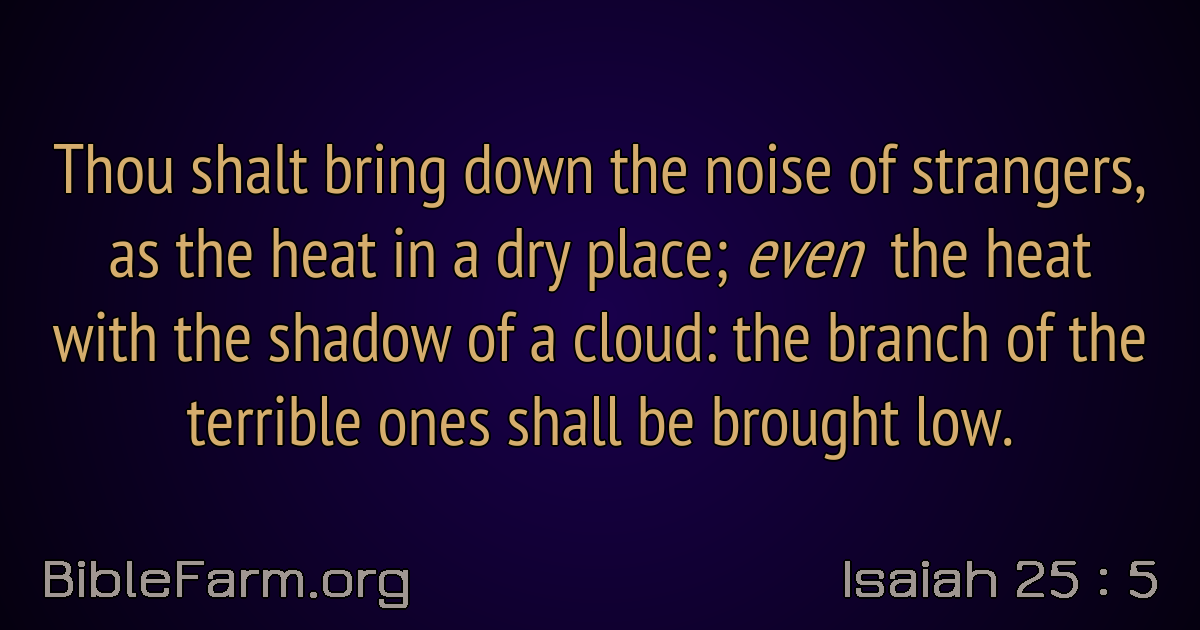 Thou shalt bring down the noise of strangers,
as the heat in a dry place; even the heat
with the shadow of a cloud: the branch of the
terrible ones shall be brought low.
BibleFarm.org
Isaiah 25 : 5